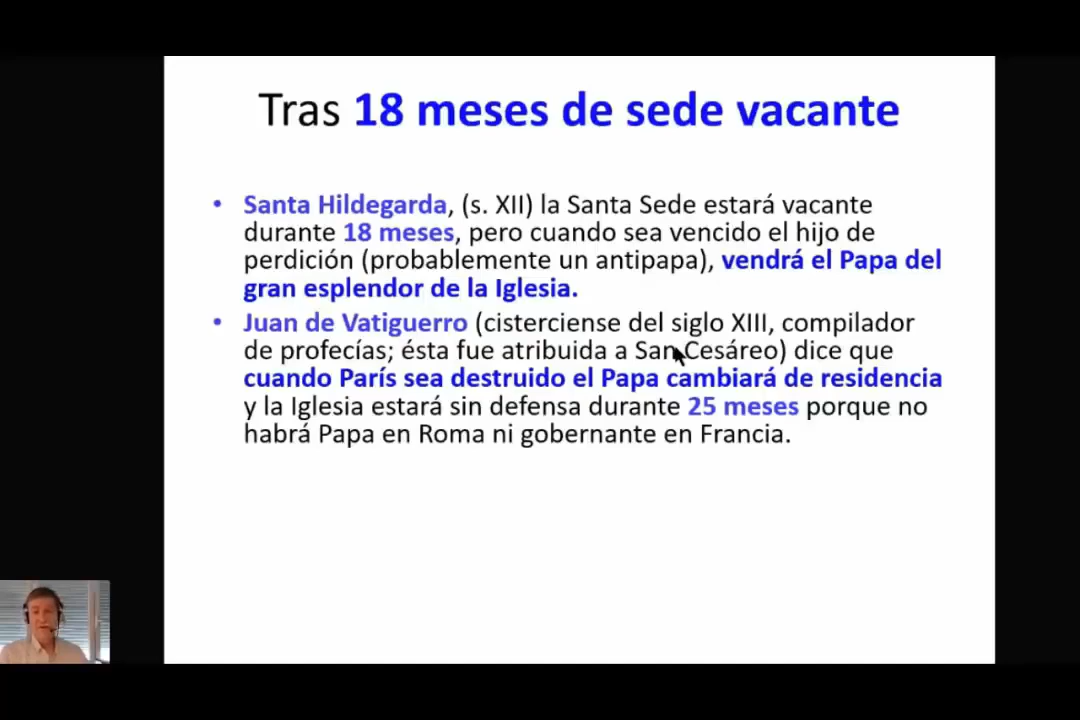 Tras 18 meses de sede vacante
• Santa Hildegarda, (s. XII) la Santa Sede estará vacante
durante 18 meses, pero cuando sea vencido el hijo de
perdición (probablemente un antipapa), vendrá el Papa del
gran esplendor de la Iglesia.
• Juan de Vatiguerro (cisterciense del siglo XIII, compilador
de profecías; ésta fue atribuida a San Cesáreo) dice que
cuando París sea destruido el Papa cambiará de residencia
y la Iglesia estará sin defensa durante 25 meses porque no
habrá Papa en Roma ni gobernante en Francia.